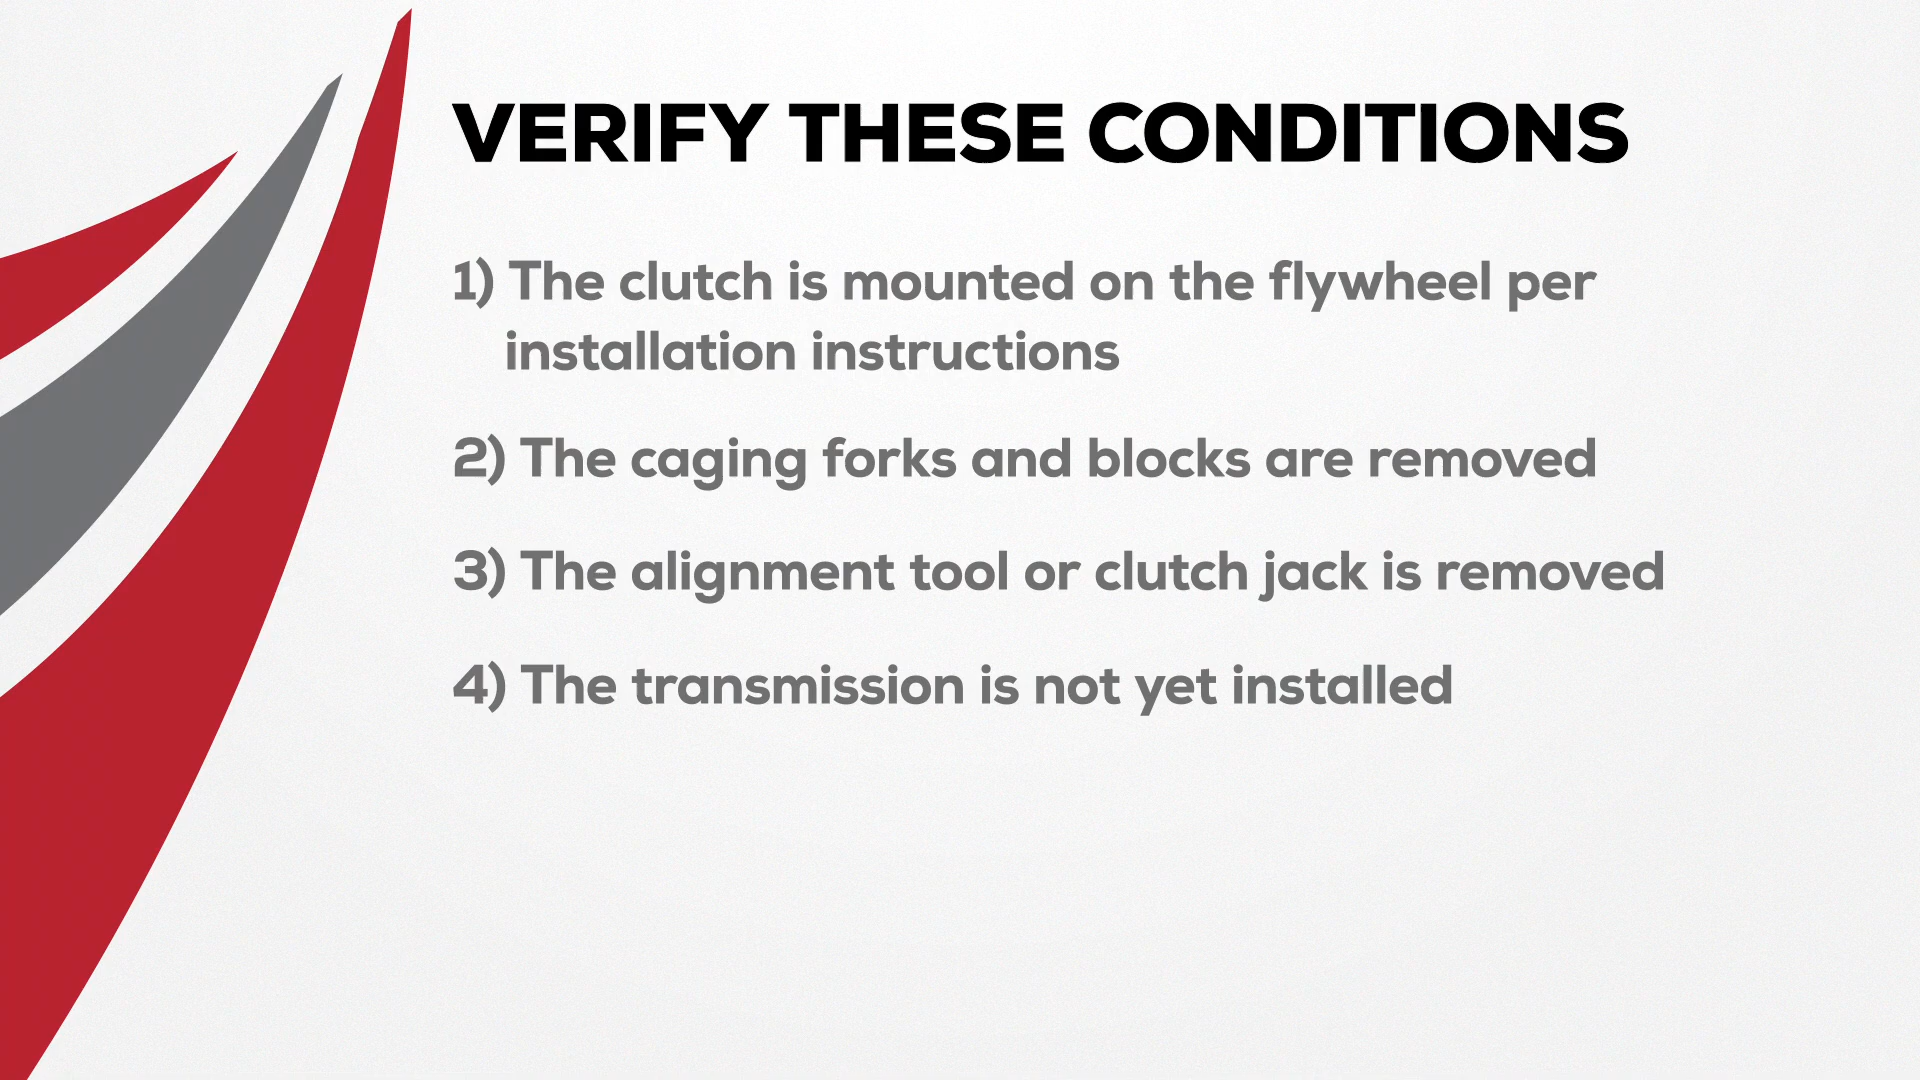 VERIFY THESE CONDITIONS
1) The clutch is mounted on the flywheel per
installation instructions
2) The caging forks and blocks are removed
3) The alignment tool or clutch jack is removed
4) The transmission is not yet installed